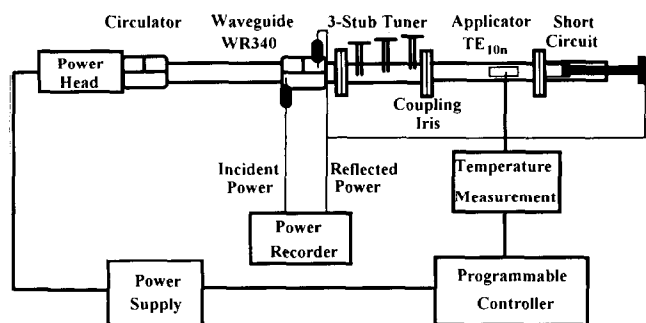 Circulator
Waveguide
WR340
3-Stub Tuner
Applicator
TE10n
Short
Circuit
Power
Head
Coupling
Iris
Incident
Power
Reflected
Power
Temperature
Measurement
Power
Recorder
Power
Supply
Programmable
Controller